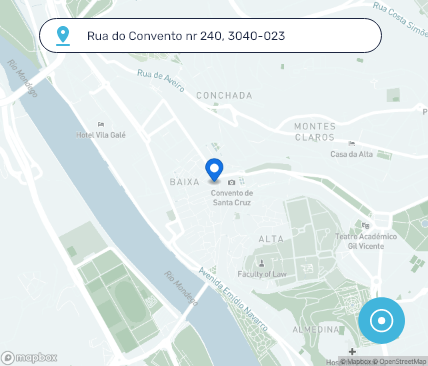 Rua Costa Simõe
Rua do Convento nr 240, 3040-023
Rio Mondego
Rua de Aveiro
CONCHADA
Hotel Vila Galé
MONTES
CLAROS
Casa da Alta
BAIXA
Convento de
Santa Cruz
Teatro Académico
Gil Vicente
ALTA
Faculty of Law
Rio Mondego
Avenida Emídio Navarro
ALMEDINA
Ho
mapbox
© Mapbox © OpenStreetMap